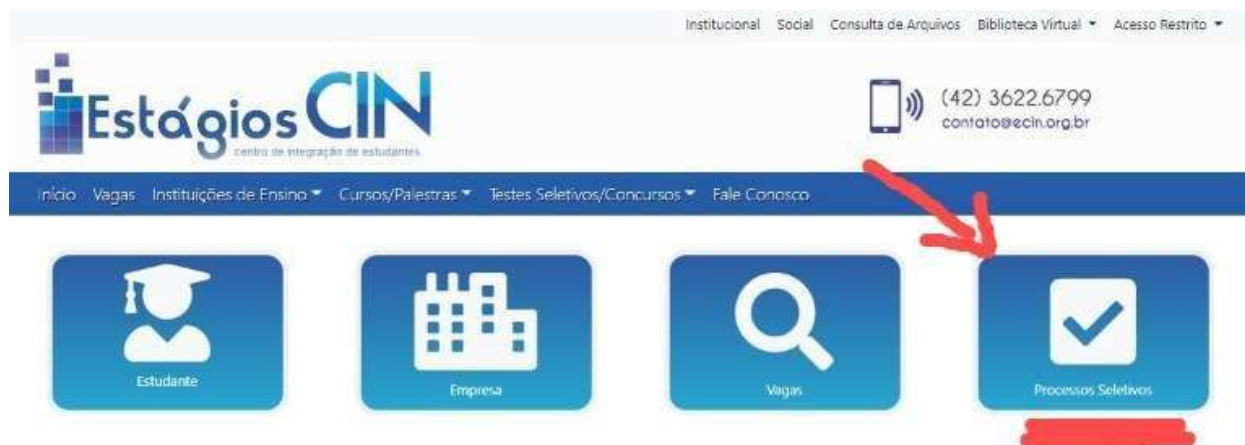 Institucional Social Consulta de Arquivos Biblioteca Virtual Acesso Restrito
Estágios CIN
centro de integração de estudantes
(42) 3622.6799
contato@ecin.org.br
Início Vagas Instituições de Ensino Cursos/Palestras Testes Seletivos/Concursos Fale Conosco
Estudante
Empresa
Vagas
Processos Seletivos